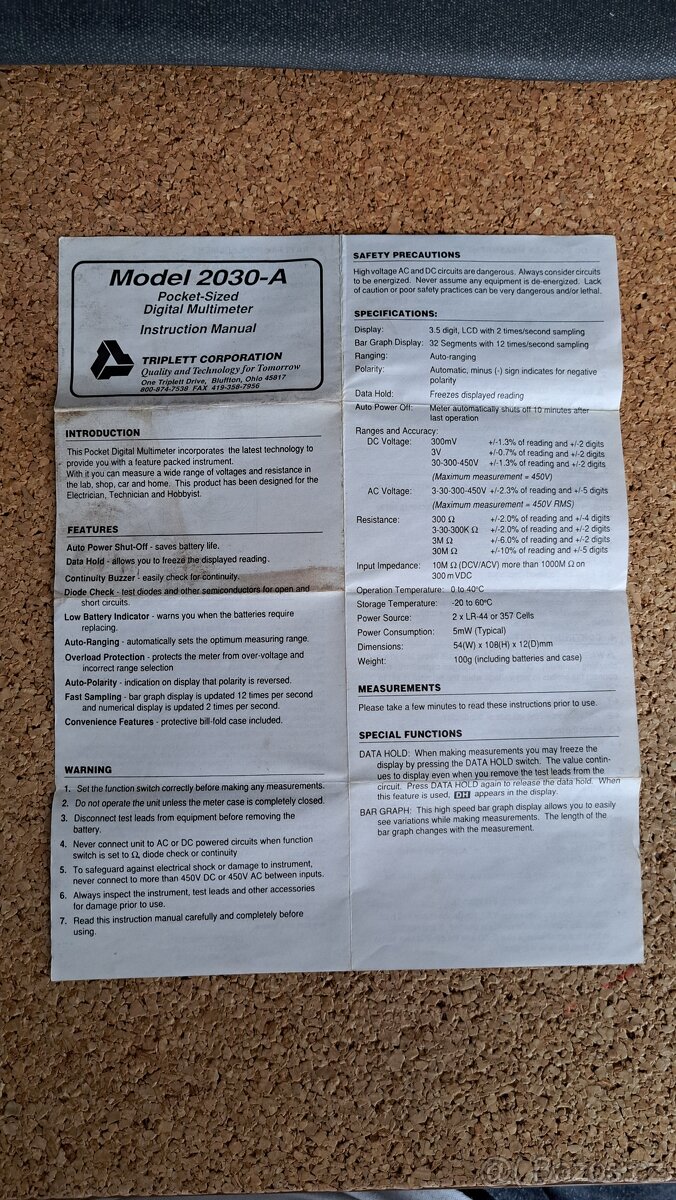 Model 2030-A
Pocket-Sized
Digital Multimeter
Instruction Manual
TRIPLETT CORPORATION
Quality and Technology for Tomorrow
One Triplett Drive, Bluffton, Ohio 45817
800-874-7538 FAX 419-358-7956
INTRODUCTION
This Pocket Digital Multimeter incorporates the latest technology to
provide you with a feature packed instrument.
With it you can measure a wide range of voltages and resistance in
the lab, shop, car and home. This product has been designed for the
Electrician, Technician and Hobbyist.
FEATURES
Auto Power Shut-Off - saves battery life.
Data Hold - allows you to freeze the displayed reading.
Continuity Buzzer - easily check for continuity.
Diode Check - test diodes and other semiconductors for open and
short circuits.
Low Battery Indicator - warns you when the batteries require
replacing.
Auto-Ranging - automatically sets the optimum measuring range.
Overload Protection - protects the meter from over-voltage and
incorrect range selection
Auto-Polarity - indication on display that polarity is reversed.
Fast Sampling - bar graph display is updated 12 times per second
and numerical display is updated 2 times per second.
Convenience Features - protective bill-fold case included.
WARNING
1. Set the function switch correctly before making any measurements.
2. Do not operate the unit unless the meter case is completely closed.
3. Disconnect test leads from equipment before removing the
battery.
4. Never connect unit to AC or DC powered circuits when function
switch is set to Ω, diode check or continuity
5. To safeguard against electrical shock or damage to instrument,
never connect to more than 450V DC or 450V AC between inputs.
6. Always inspect the instrument, test leads and other accessories
for damage prior to use.
7. Read this instruction manual carefully and completely before
using.
SAFETY PRECAUTIONS
High voltage AC and DC circuits are dangerous. Always consider circuits
to be energized. Never assume any equipment is de-energized. Lack
of caution or poor safety practices can be very dangerous and/or lethal.
SPECIFICATIONS:
Display: 3.5 digit, LCD with 2 times/second sampling
Bar Graph Display: 32 Segments with 12 times/second sampling
Ranging: Auto-ranging
Polarity: Automatic, minus (-) sign indicates for negative
polarity
Data Hold: Freezes displayed reading
Auto Power Off: Meter automatically shuts off 10 minutes after
last operation
Ranges and Accuracy:
DC Voltage: 300mV +/-1.3% of reading and +/-2 digits
3V +/-0.7% of reading and +/-2 digits
30-300-450V +/-1.3% of reading and +/-2 digits
(Maximum measurement = 450V)
AC Voltage: 3-30-300-450V +/-2.3% of reading and +/-5 digits
(Maximum measurement = 450V RMS)
Resistance: 300 Ω +/-2.0% of reading and +/-4 digits
3-30-300K Ω +/-2.0% of reading and +/-2 digits
3M Ω +/-6.0% of reading and +/-2 digits
30M Ω +/-10% of reading and +/-5 digits
Input Impedance: 10M Ω (DCV/ACV) more than 1000M Ω on
300 mVDC
Operation Temperature: 0 to 40°C
Storage Temperature: -20 to 60°C
Power Source: 2 x LR-44 or 357 Cells
Power Consumption: 5mW (Typical)
Dimensions: 54(W) x 108(H) x 12(D)mm
Weight: 100g (including batteries and case)
MEASUREMENTS
Please take a few minutes to read these instructions prior to use.
SPECIAL FUNCTIONS
DATA HOLD: When making measurements you may freeze the
display by pressing the DATA HOLD switch. The value contin-
ues to display even when you remove the test leads from the
circuit. Press DATA HOLD again to release the data hold. When
this feature is used, DH appears in the display.
BAR GRAPH: This high speed bar graph display allows you to easily
see variations while making measurements. The length of the
bar graph changes with the measurement.
Bazos.cz